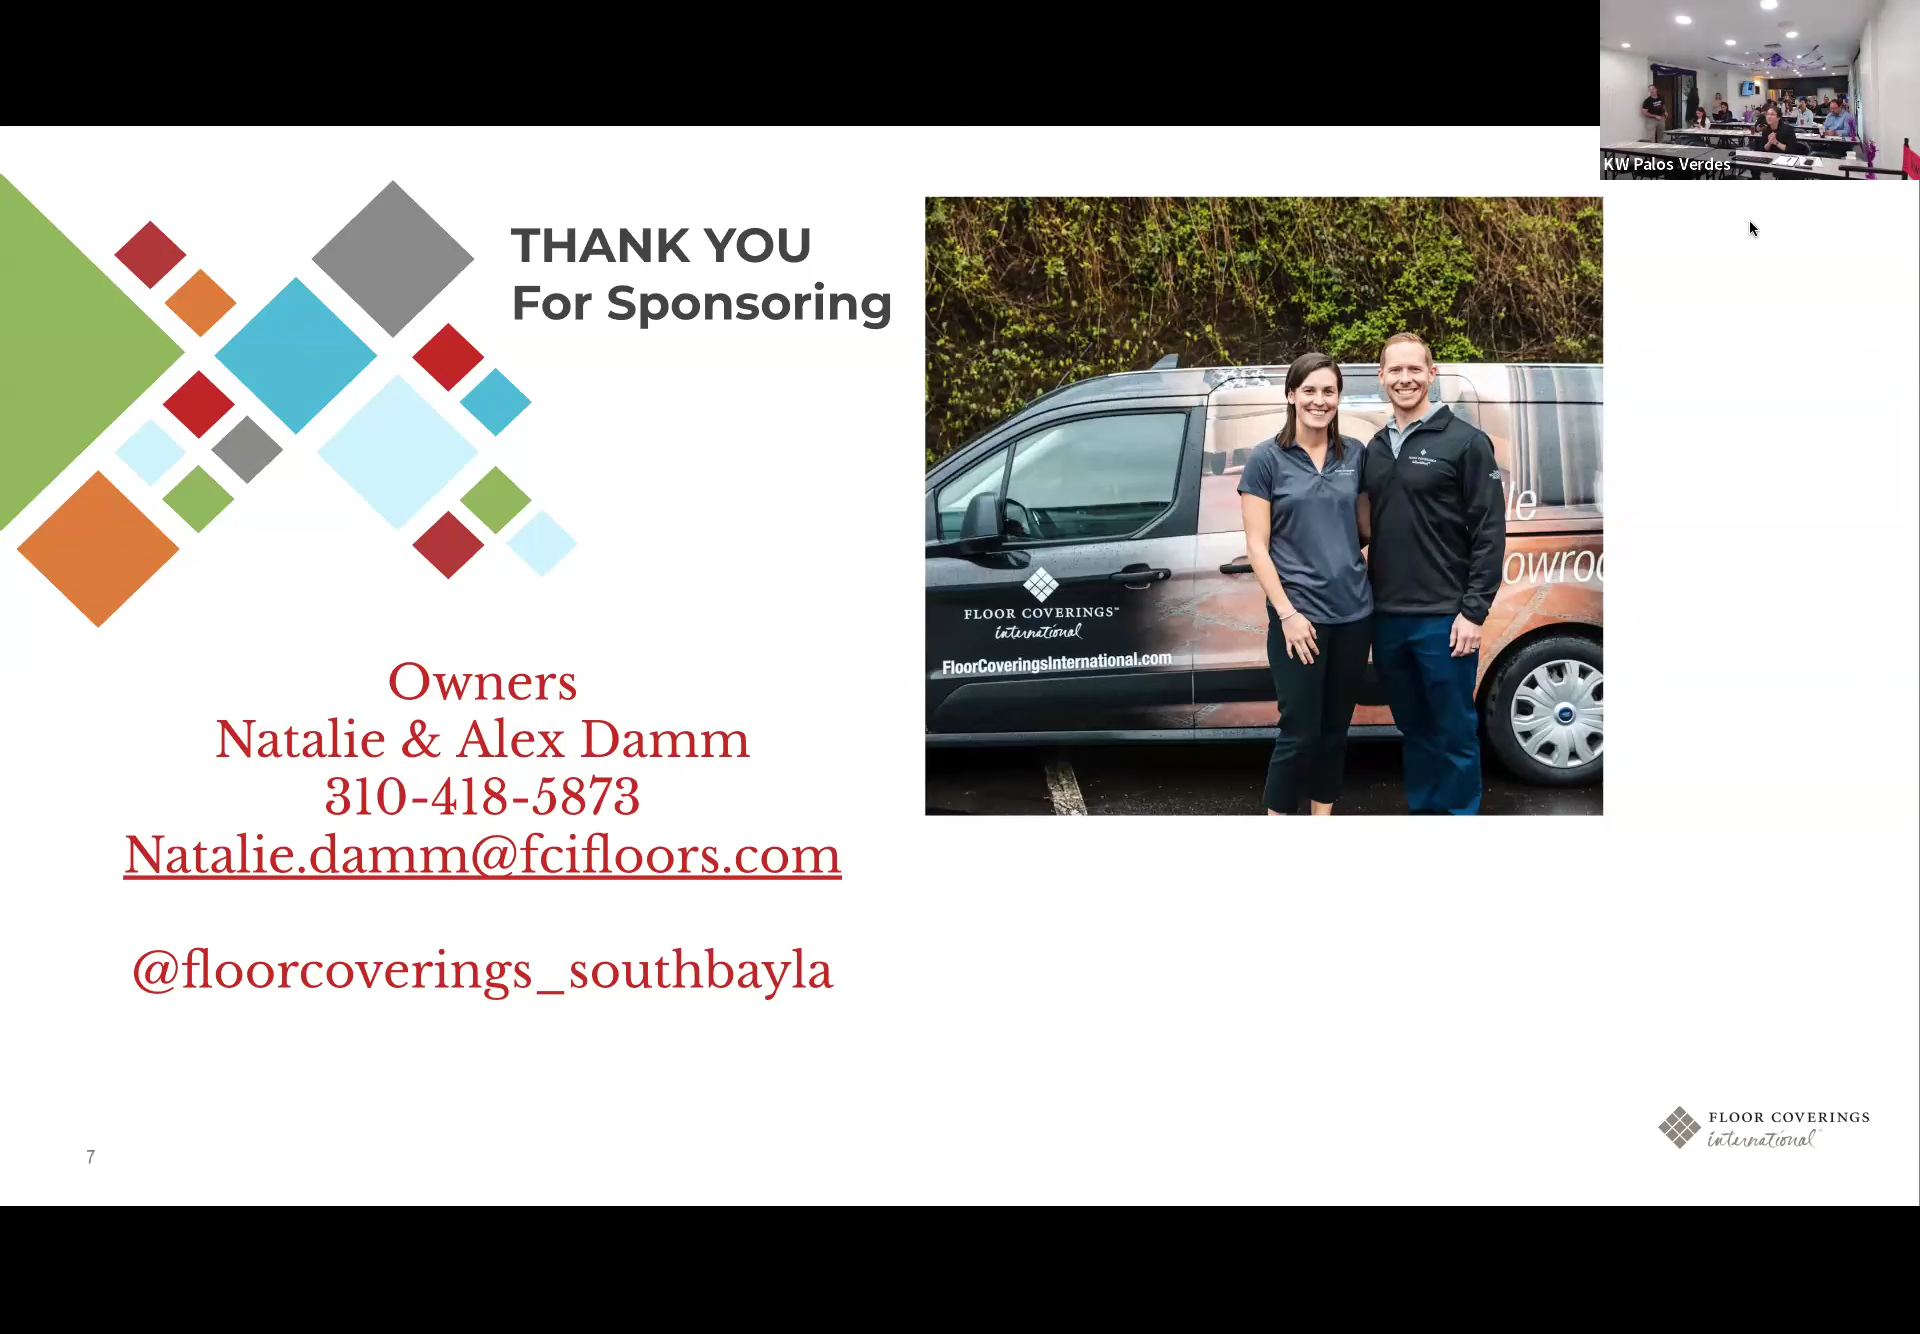 KW Palos Verdes
THANK YOU
For Sponsoring
Owners
Natalie & Alex Damm
310-418-5873
Natalie.damm@fcifloors.com
@floorcoverings_southbayla
FLOOR COVERINGS™
international
FloorCoveringsInternational.com
FLOOR COVERINGS
international
7